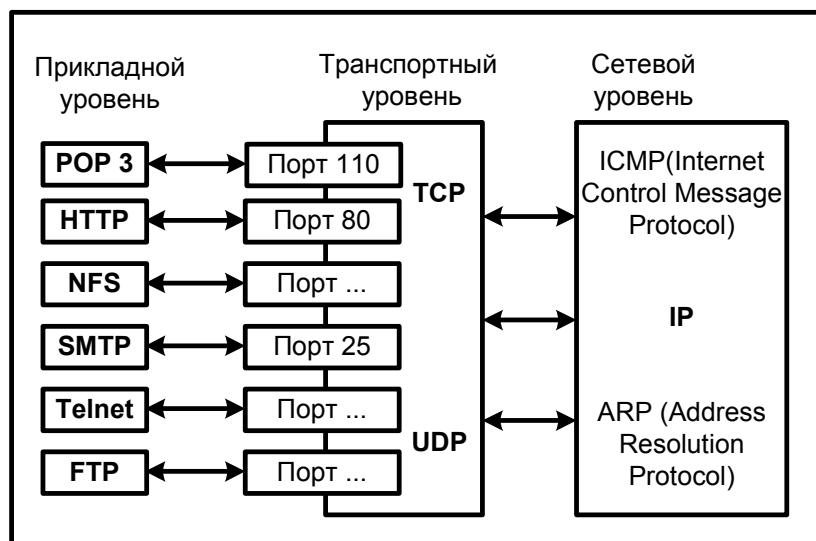 Прикладной
уровень
Транспортный
уровень
Сетевой
уровень
POP 3
Порт 110
HTTP
Порт 80
NFS
Порт ...
SMTP
Порт 25
Telnet
Порт ...
FTP
Порт ...
TCP
UDP
ICMP(Internet
Control Message
Protocol)
IP
ARP (Address
Resolution
Protocol)